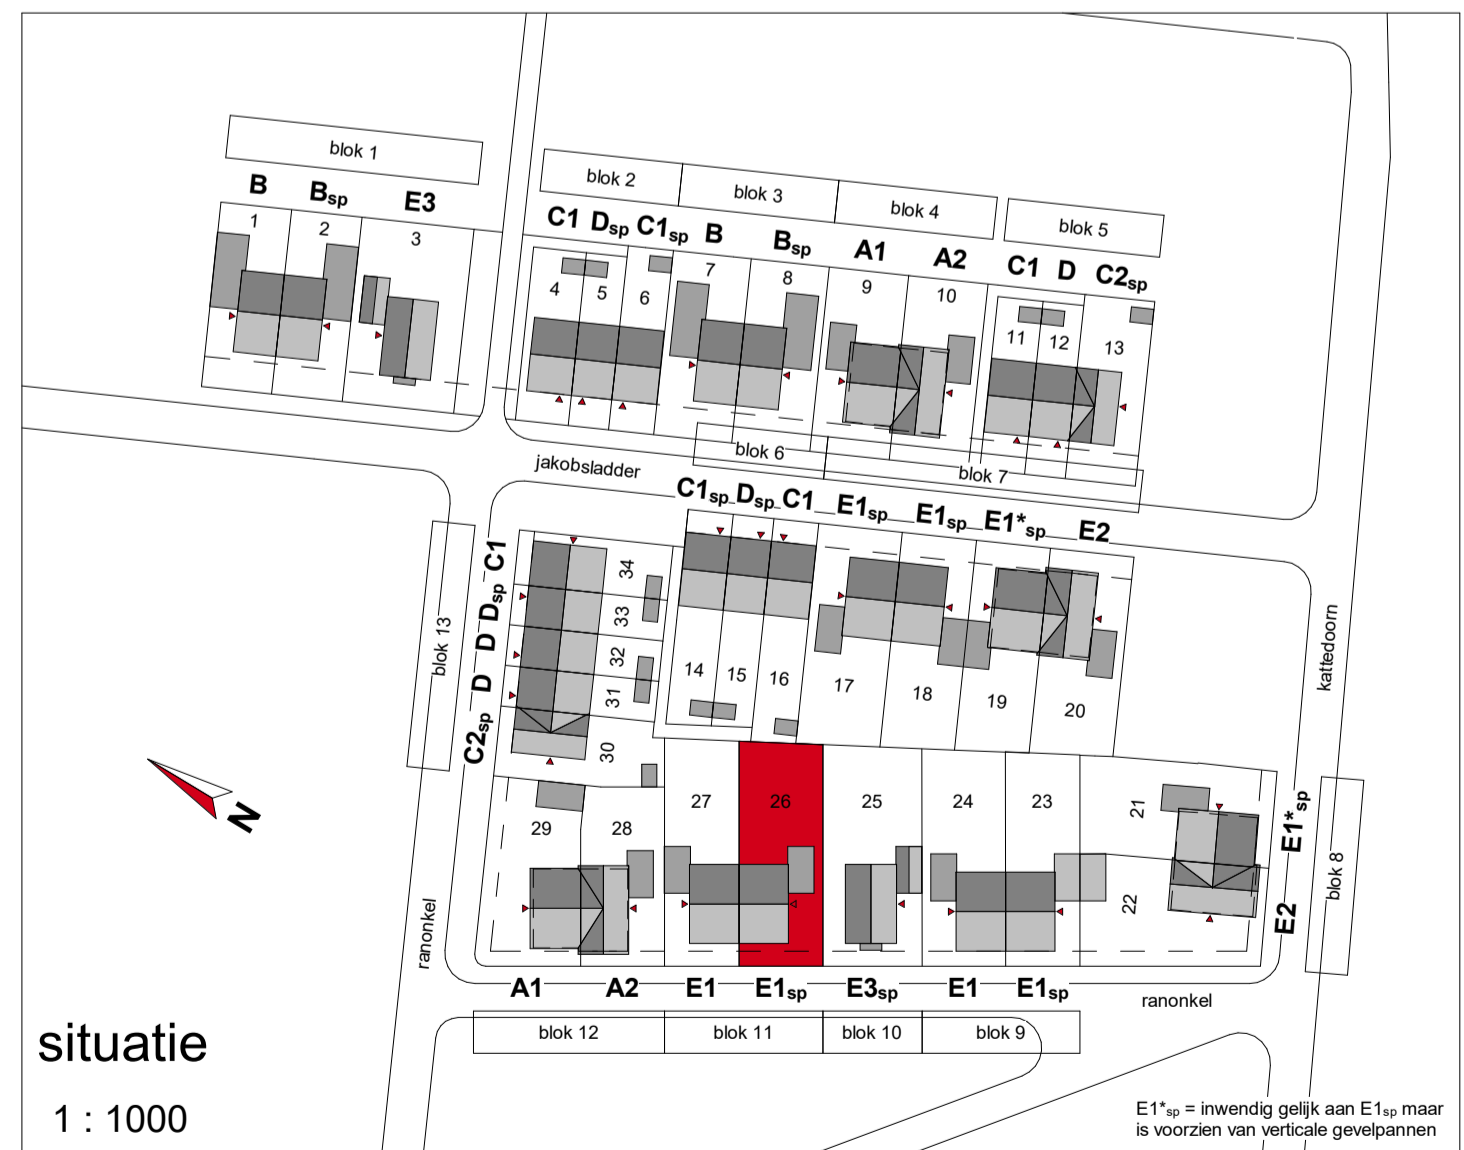 blok 1
B Bsp E3
1 2 3
blok 2 blok 3 blok 4 blok 5
C1 Dsp C1sp B Bsp A1 A2 C1 D C2sp
4 5 6 7 8 9 10 11 12 13
jakobsladder
blok 6 blok 7
C1sp Dsp C1 E1sp E1sp E1*sp E2
14 15 16 17 18 19 20
blok 13
C2sp D D Dsp C1
34
33
32
31
30
kattedoorn
29 28 27 26 25 24 23 22 21
E2 E1*sp
blok 8
ranonkel
N
A1 A2 E1 E1sp E3sp E1 E1sp
ranonkel
blok 12 blok 11 blok 10 blok 9
situatie
1 : 1000
E1*sp = inwendig gelijk aan E1sp maar
is voorzien van verticale gevelpannen